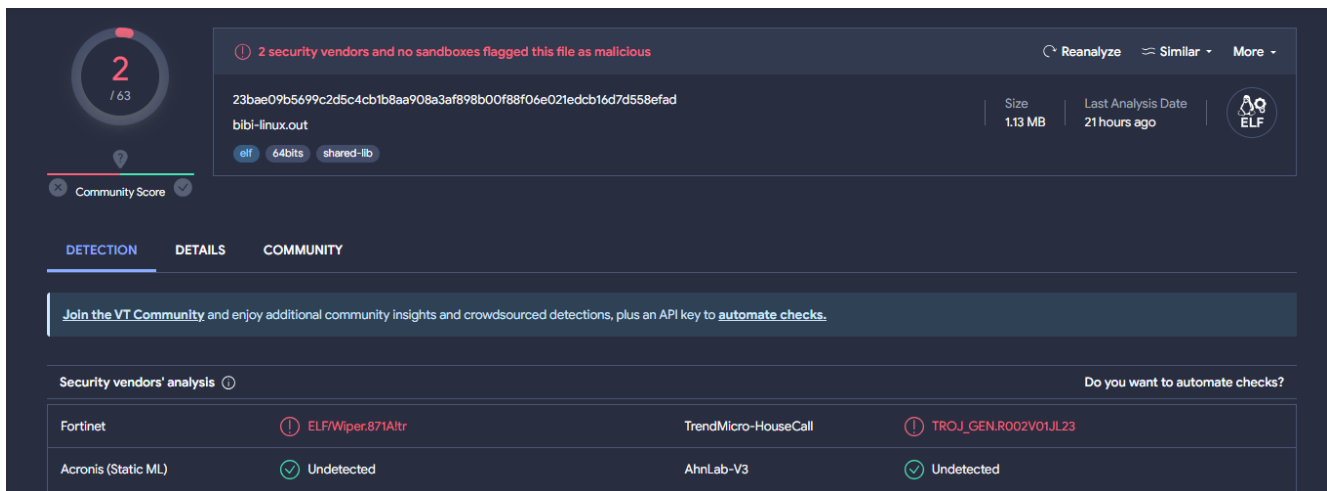 2
/ 63
Community Score
2 security vendors and no sandboxes flagged this file as malicious
Reanalyze
Similar
More
23bae09b5699c2d5c4cb1b8aa908a3af898b00f88f06e021edcb16d7d558efad
bibi-linux.out
elf
64bits
shared-lib
Size
1.13 MB
Last Analysis Date
21 hours ago
ELF
DETECTION
DETAILS
COMMUNITY
Join the VT Community and enjoy additional community insights and crowdsourced detections, plus an API key to automate checks.
Security vendors' analysis
Do you want to automate checks?
Fortinet
ELF/Wiper.871A!tr
TrendMicro-HouseCall
TROJ_GEN.R002V01JL23
Acronis (Static ML)
Undetected
AhnLab-V3
Undetected